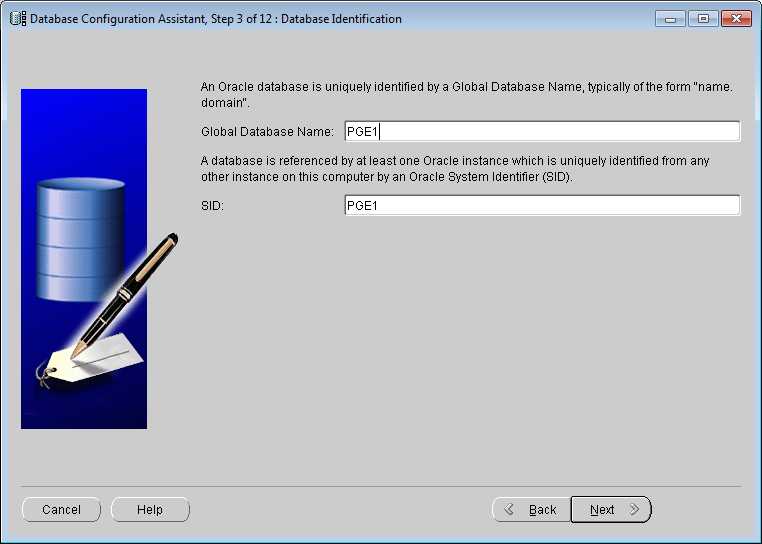 Database Configuration Assistant, Step 3 of 12 : Database Identification
An Oracle database is uniquely identified by a Global Database Name, typically of the form "name.
domain".
Global Database Name: PGE1
A database is referenced by at least one Oracle instance which is uniquely identified from any
other instance on this computer by an Oracle System Identifier (SID).
SID: PGE1
Cancel Help Back Next